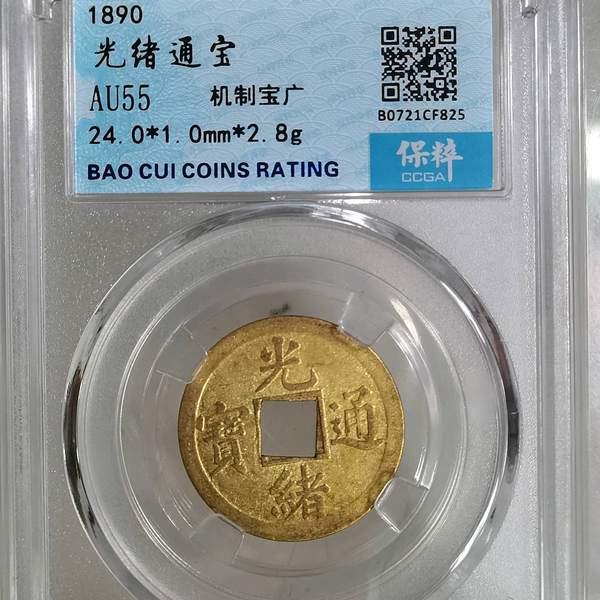 1890
光绪通宝
AU55 机制宝广
24.0*1.0mm*2.8g
BAO CUI COINS RATING
B0721CF825
保粹
CCGA
光
寶 通
緒